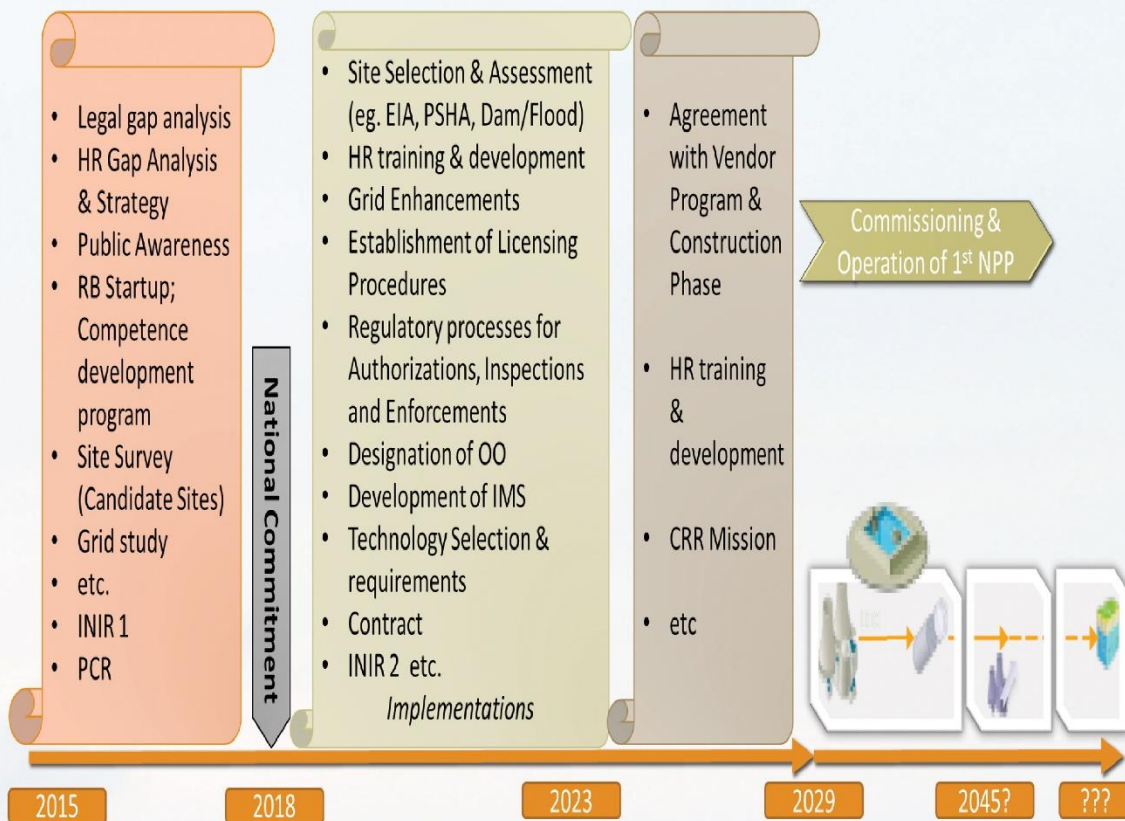 • Legal gap analysis
• HR Gap Analysis
& Strategy
• Public Awareness
• RB Startup;
Competence
development
program
• Site Survey
(Candidate Sites)
• Grid study
• etc.
• INIR 1
• PCR
National Commitment
• Site Selection & Assessment
(eg. EIA, PSHA, Dam/Flood)
• HR training & development
• Grid Enhancements
• Establishment of Licensing
Procedures
• Regulatory processes for
Authorizations, Inspections
and Enforcements
• Designation of OO
• Development of IMS
• Technology Selection &
requirements
• Contract
• INIR 2 etc.
Implementations
• Agreement
with Vendor
Program &
Construction
Phase
• HR training
&
development
• CRR Mission
• etc
Commissioning &
Operation of 1st NPP
2015
2018
2023
2029
2045?
???